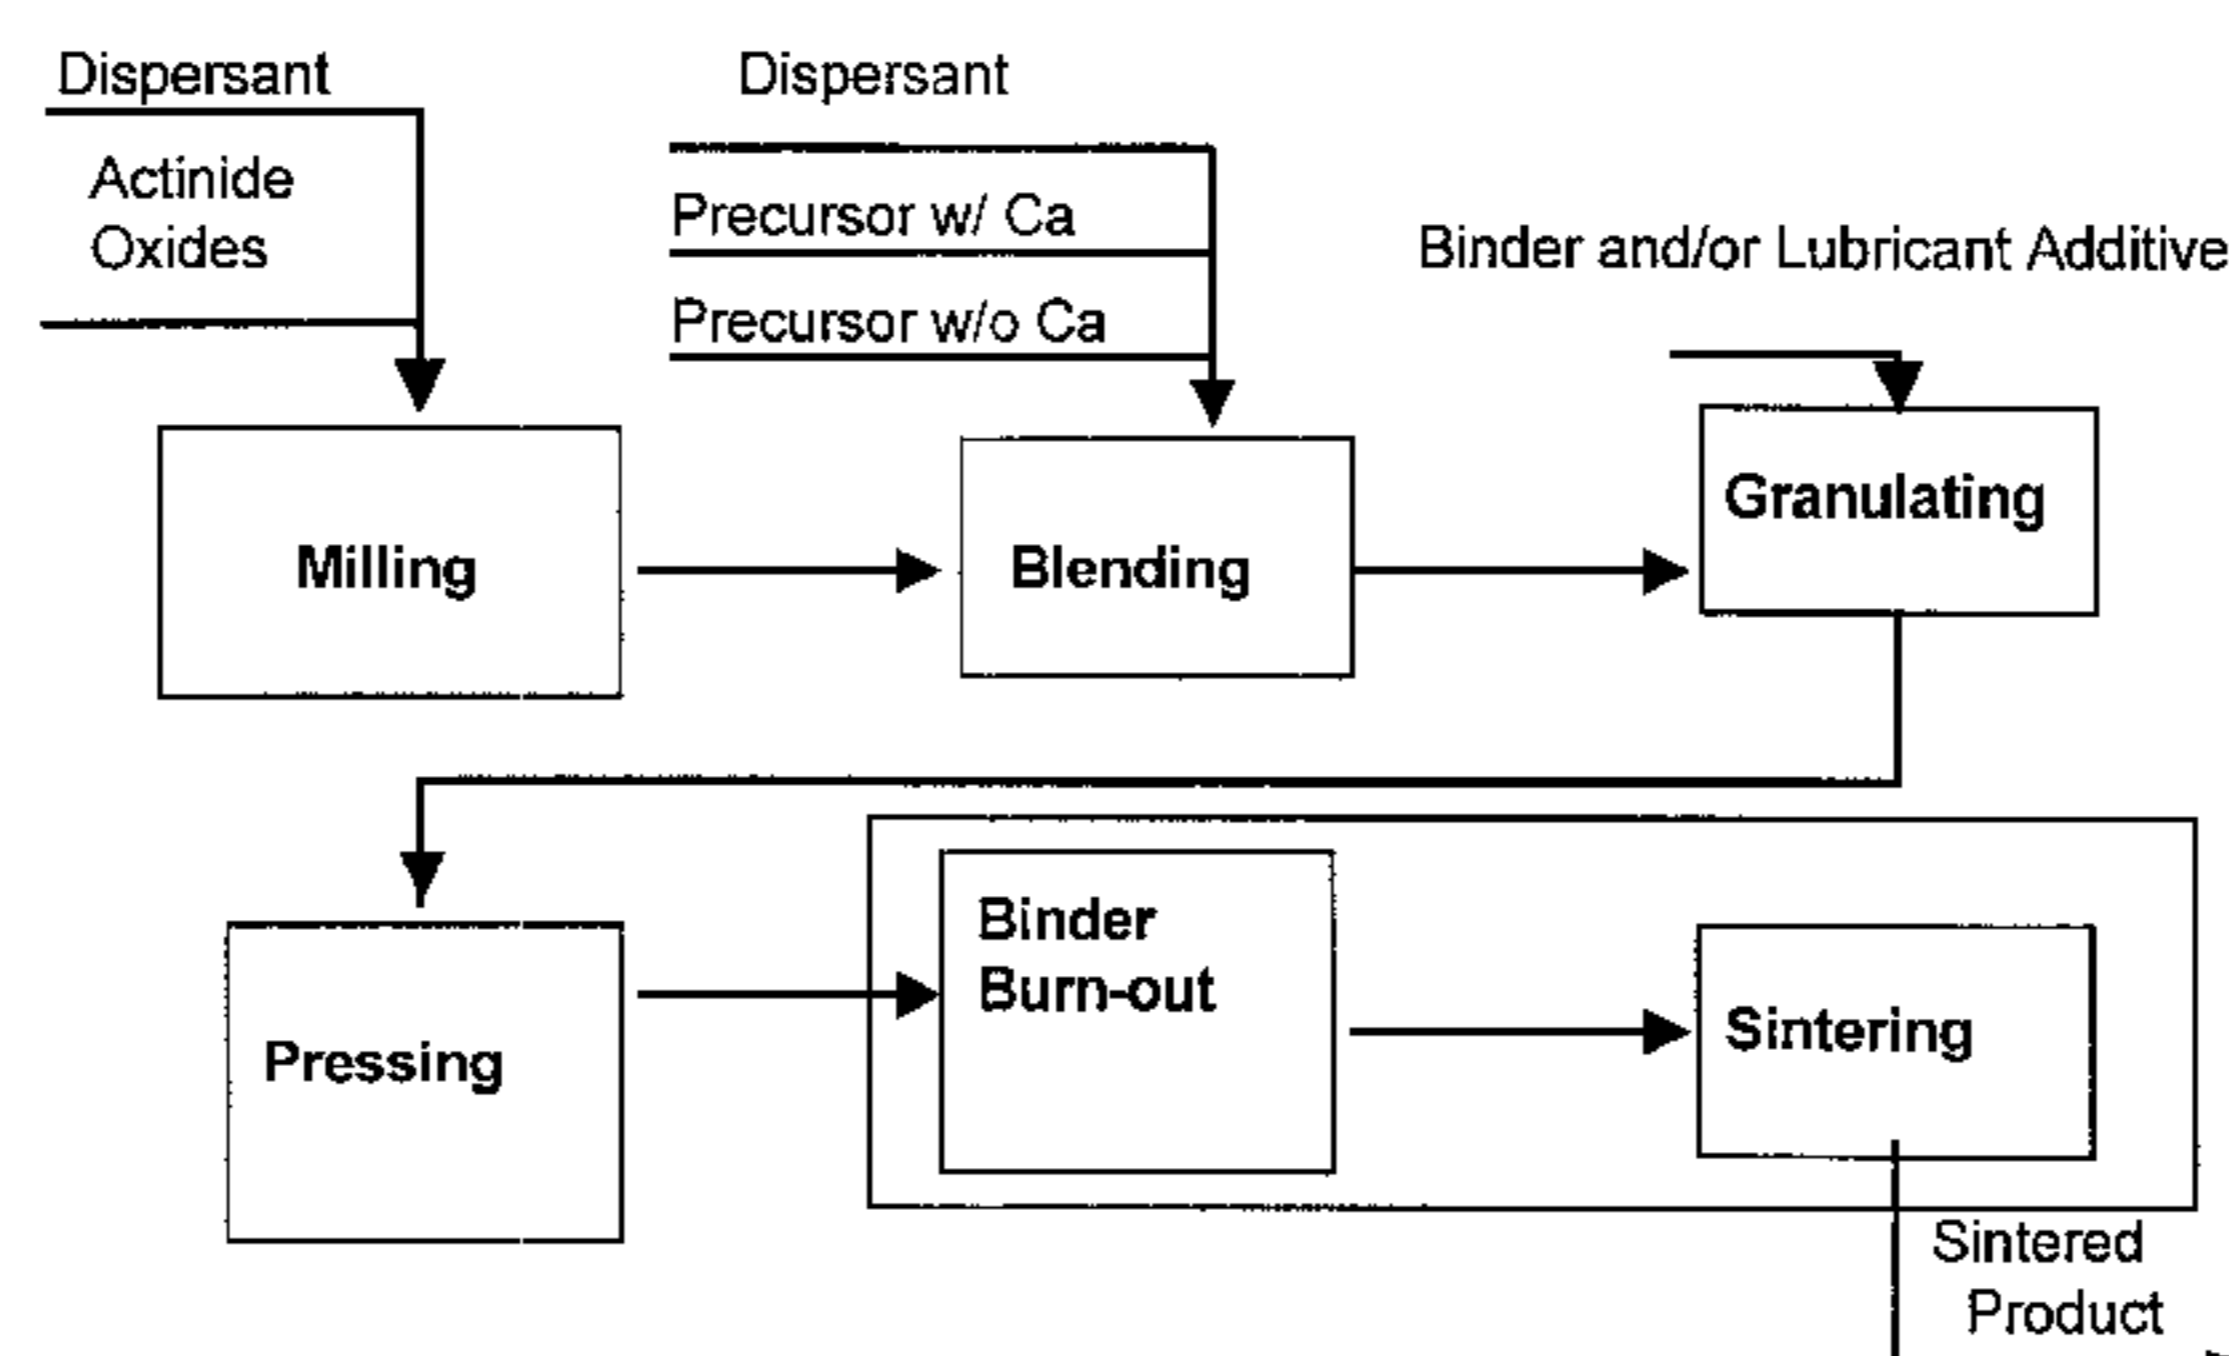 Dispersant
Actinide
Oxides
Dispersant
Precursor w/ Ca
Precursor w/o Ca
Binder and/or Lubricant Additive
Milling
Blending
Granulating
Pressing
Binder
Burn-out
Sintering
Sintered
Product